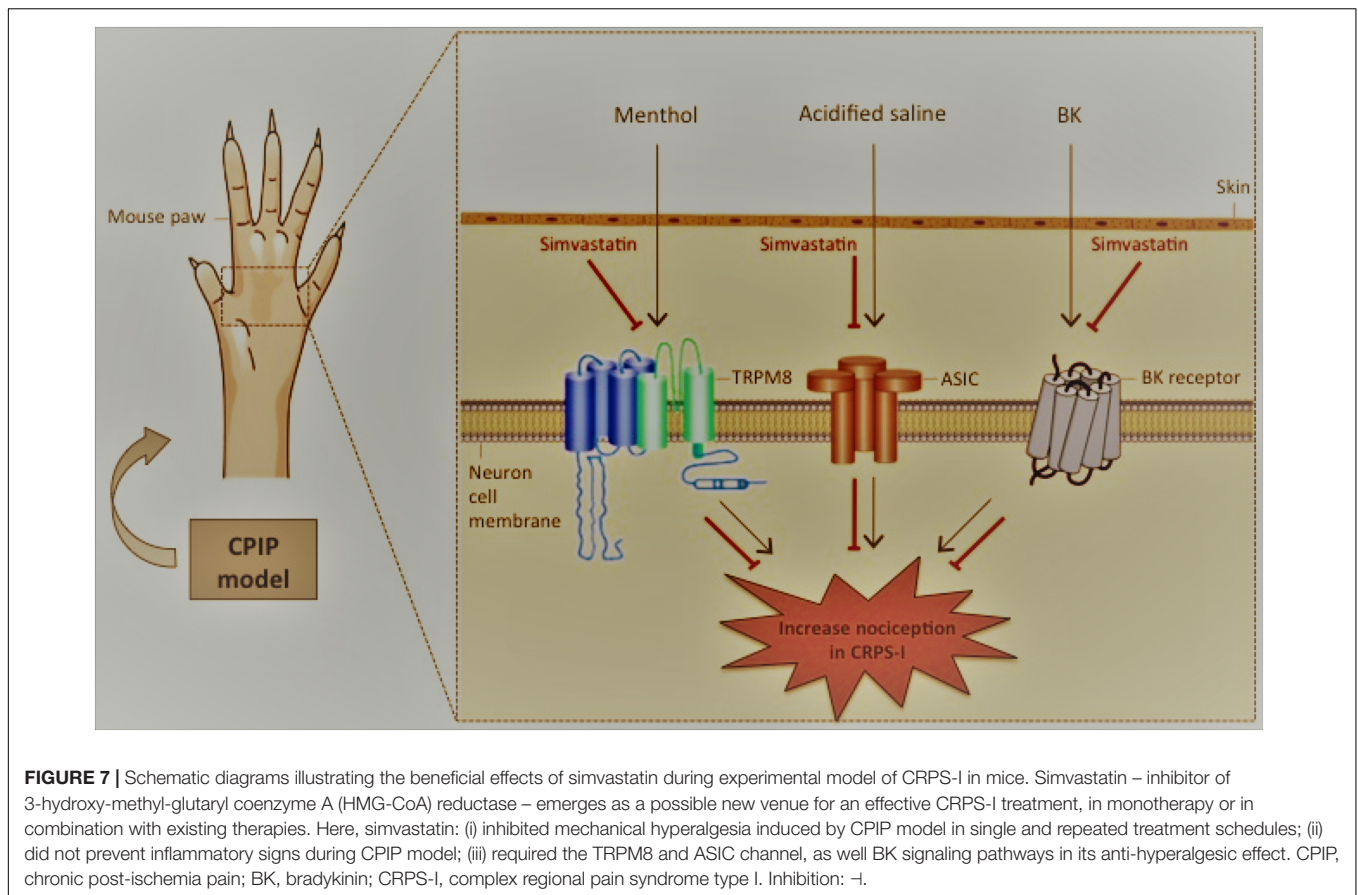 Menthol
Acidified saline
BK
Skin
Mouse paw
Simvastatin
Simvastatin
Simvastatin
TRPM8
ASIC
BK receptor
Neuron
cell
membrane
CPIP
model
Increase nociception
in CRPS-I
FIGURE 7 | Schematic diagrams illustrating the beneficial effects of simvastatin during experimental model of CRPS-I in mice. Simvastatin – inhibitor of
3-hydroxy-methyl-glutaryl coenzyme A (HMG-CoA) reductase – emerges as a possible new venue for an effective CRPS-I treatment, in monotherapy or in
combination with existing therapies. Here, simvastatin: (i) inhibited mechanical hyperalgesia induced by CPIP model in single and repeated treatment schedules; (ii)
did not prevent inflammatory signs during CPIP model; (iii) required the TRPM8 and ASIC channel, as well BK signaling pathways in its anti-hyperalgesic effect. CPIP,
chronic post-ischemia pain; BK, bradykinin; CRPS-I, complex regional pain syndrome type I. Inhibition: ⊣.